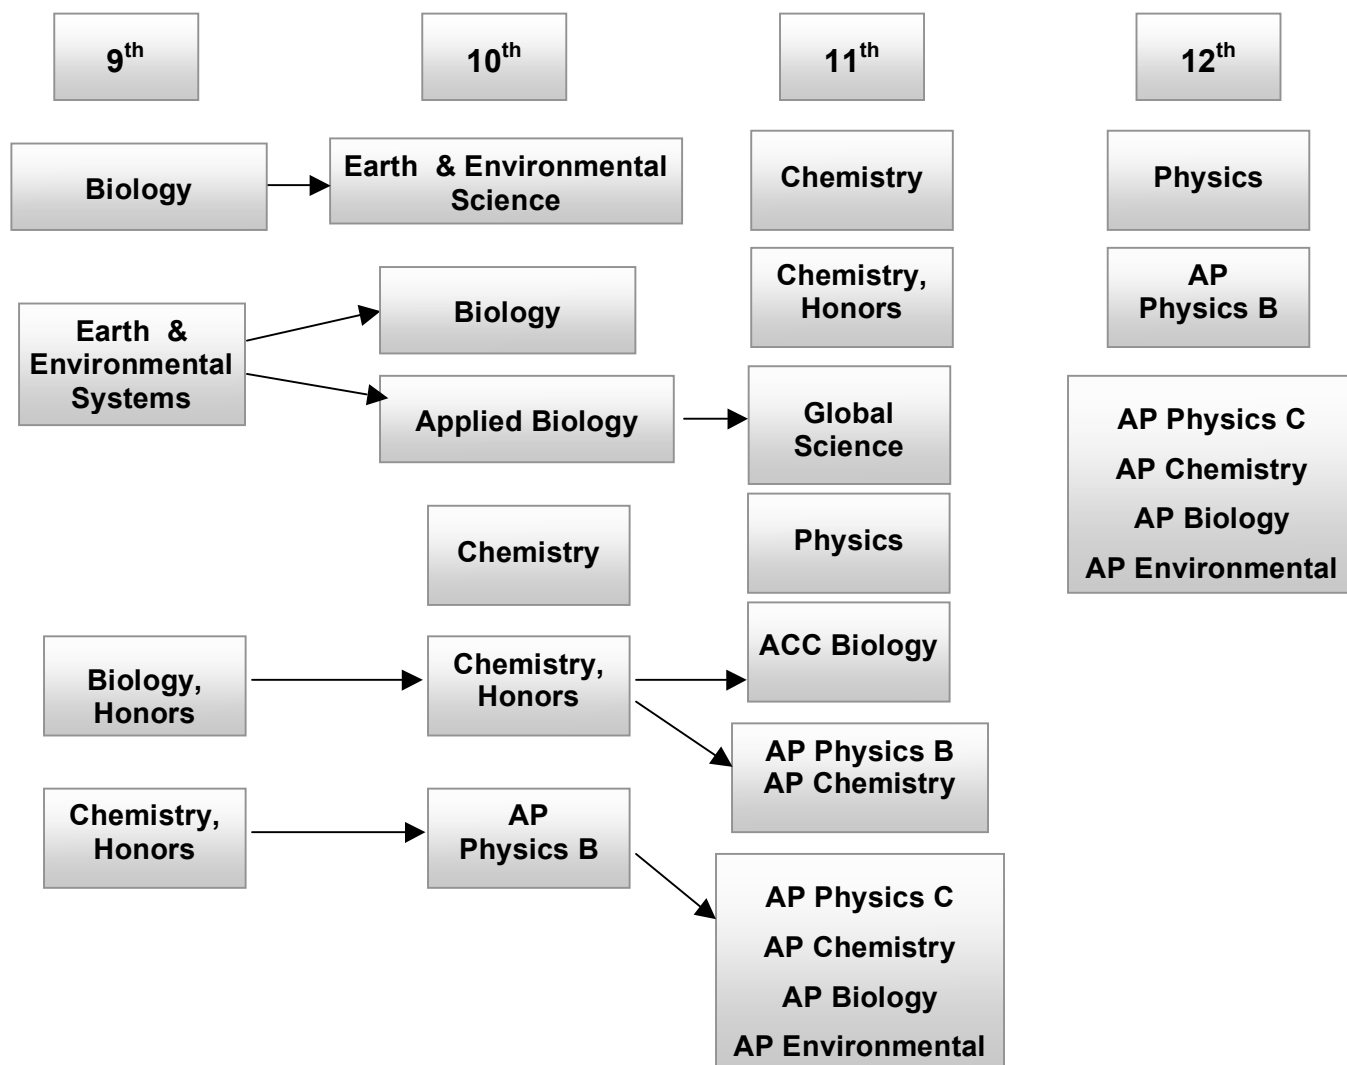 9th
10th
11th
12th
Biology
Earth & Environmental
Science
Chemistry
Physics
Earth &
Environmental
Systems
Biology
Applied Biology
Chemistry,
Honors
AP
Physics B
Global
Science
AP Physics C
AP Chemistry
AP Biology
AP Environmental
Chemistry
Physics
Biology,
Honors
Chemistry,
Honors
ACC Biology
AP Physics B
AP Chemistry
Chemistry,
Honors
AP
Physics B
AP Physics C
AP Chemistry
AP Biology
AP Environmental